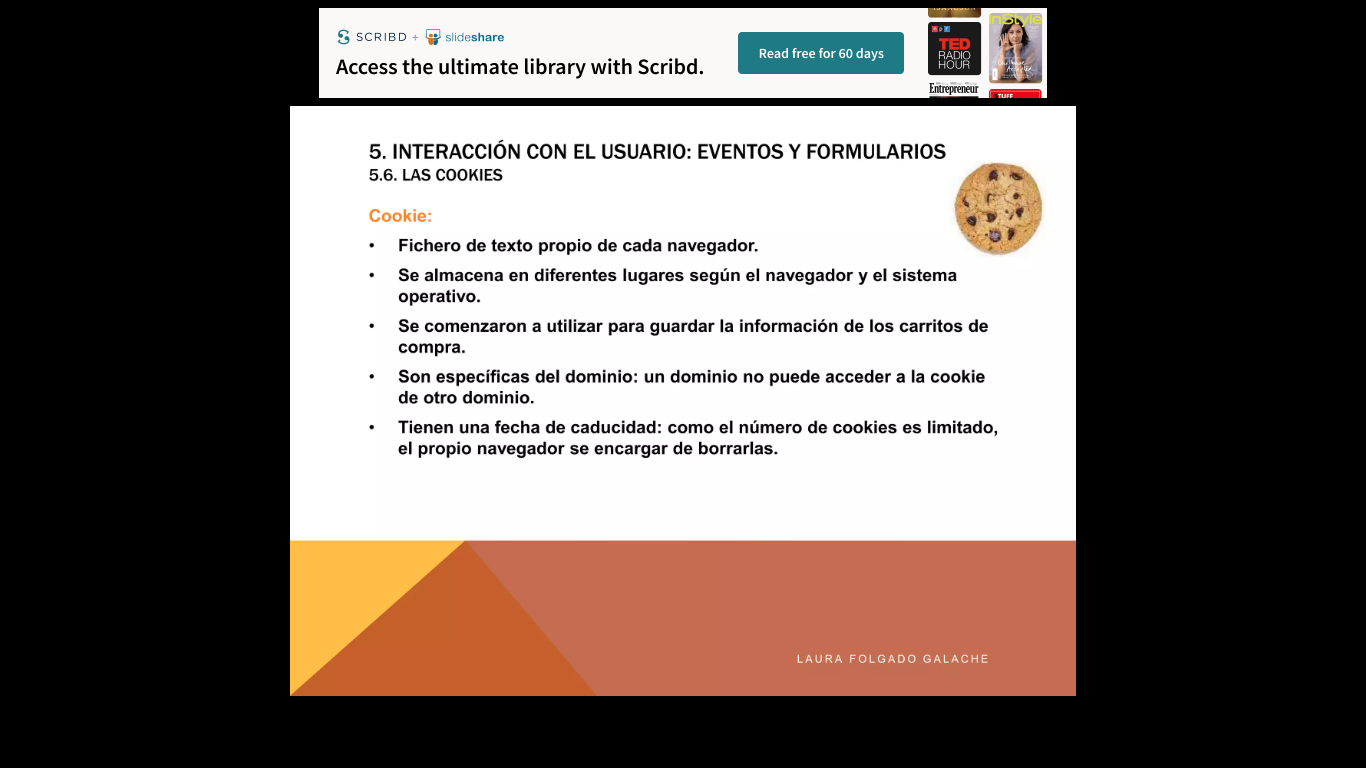 SCRIBD + slideshare
Access the ultimate library with Scribd.
Read free for 60 days
TED
RADIO
HOUR
InStyle
Entrepreneur
5. INTERACCIÓN CON EL USUARIO: EVENTOS Y FORMULARIOS
5.6. LAS COOKIES
Cookie:
• Fichero de texto propio de cada navegador.
• Se almacena en diferentes lugares según el navegador y el sistema
operativo.
• Se comenzaron a utilizar para guardar la información de los carritos de
compra.
• Son específicas del dominio: un dominio no puede acceder a la cookie
de otro dominio.
• Tienen una fecha de caducidad: como el número de cookies es limitado,
el propio navegador se encargar de borrarlas.
LAURA FOLGADO GALACHE